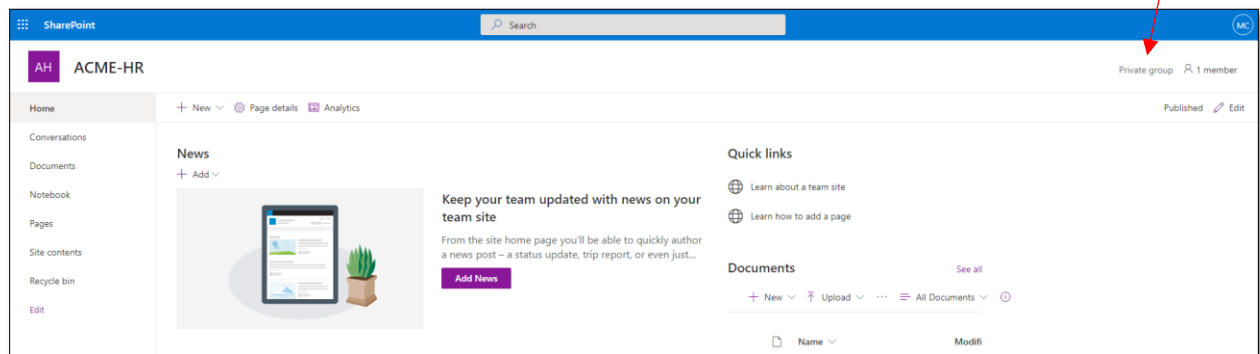 SharePoint
Search
MC
AH
ACME-HR
Private group
1 member
Home
Conversations
Documents
Notebook
Pages
Site contents
Recycle bin
Edit
New
Page details
Analytics
Published
Edit
News
Add
Keep your team updated with news on your
team site
From the site home page you'll be able to quickly author
a news post – a status update, trip report, or even just...
Add News
Quick links
Learn about a team site
Learn how to add a page
Documents
See all
New
Upload
...
All Documents
Name
Modifi